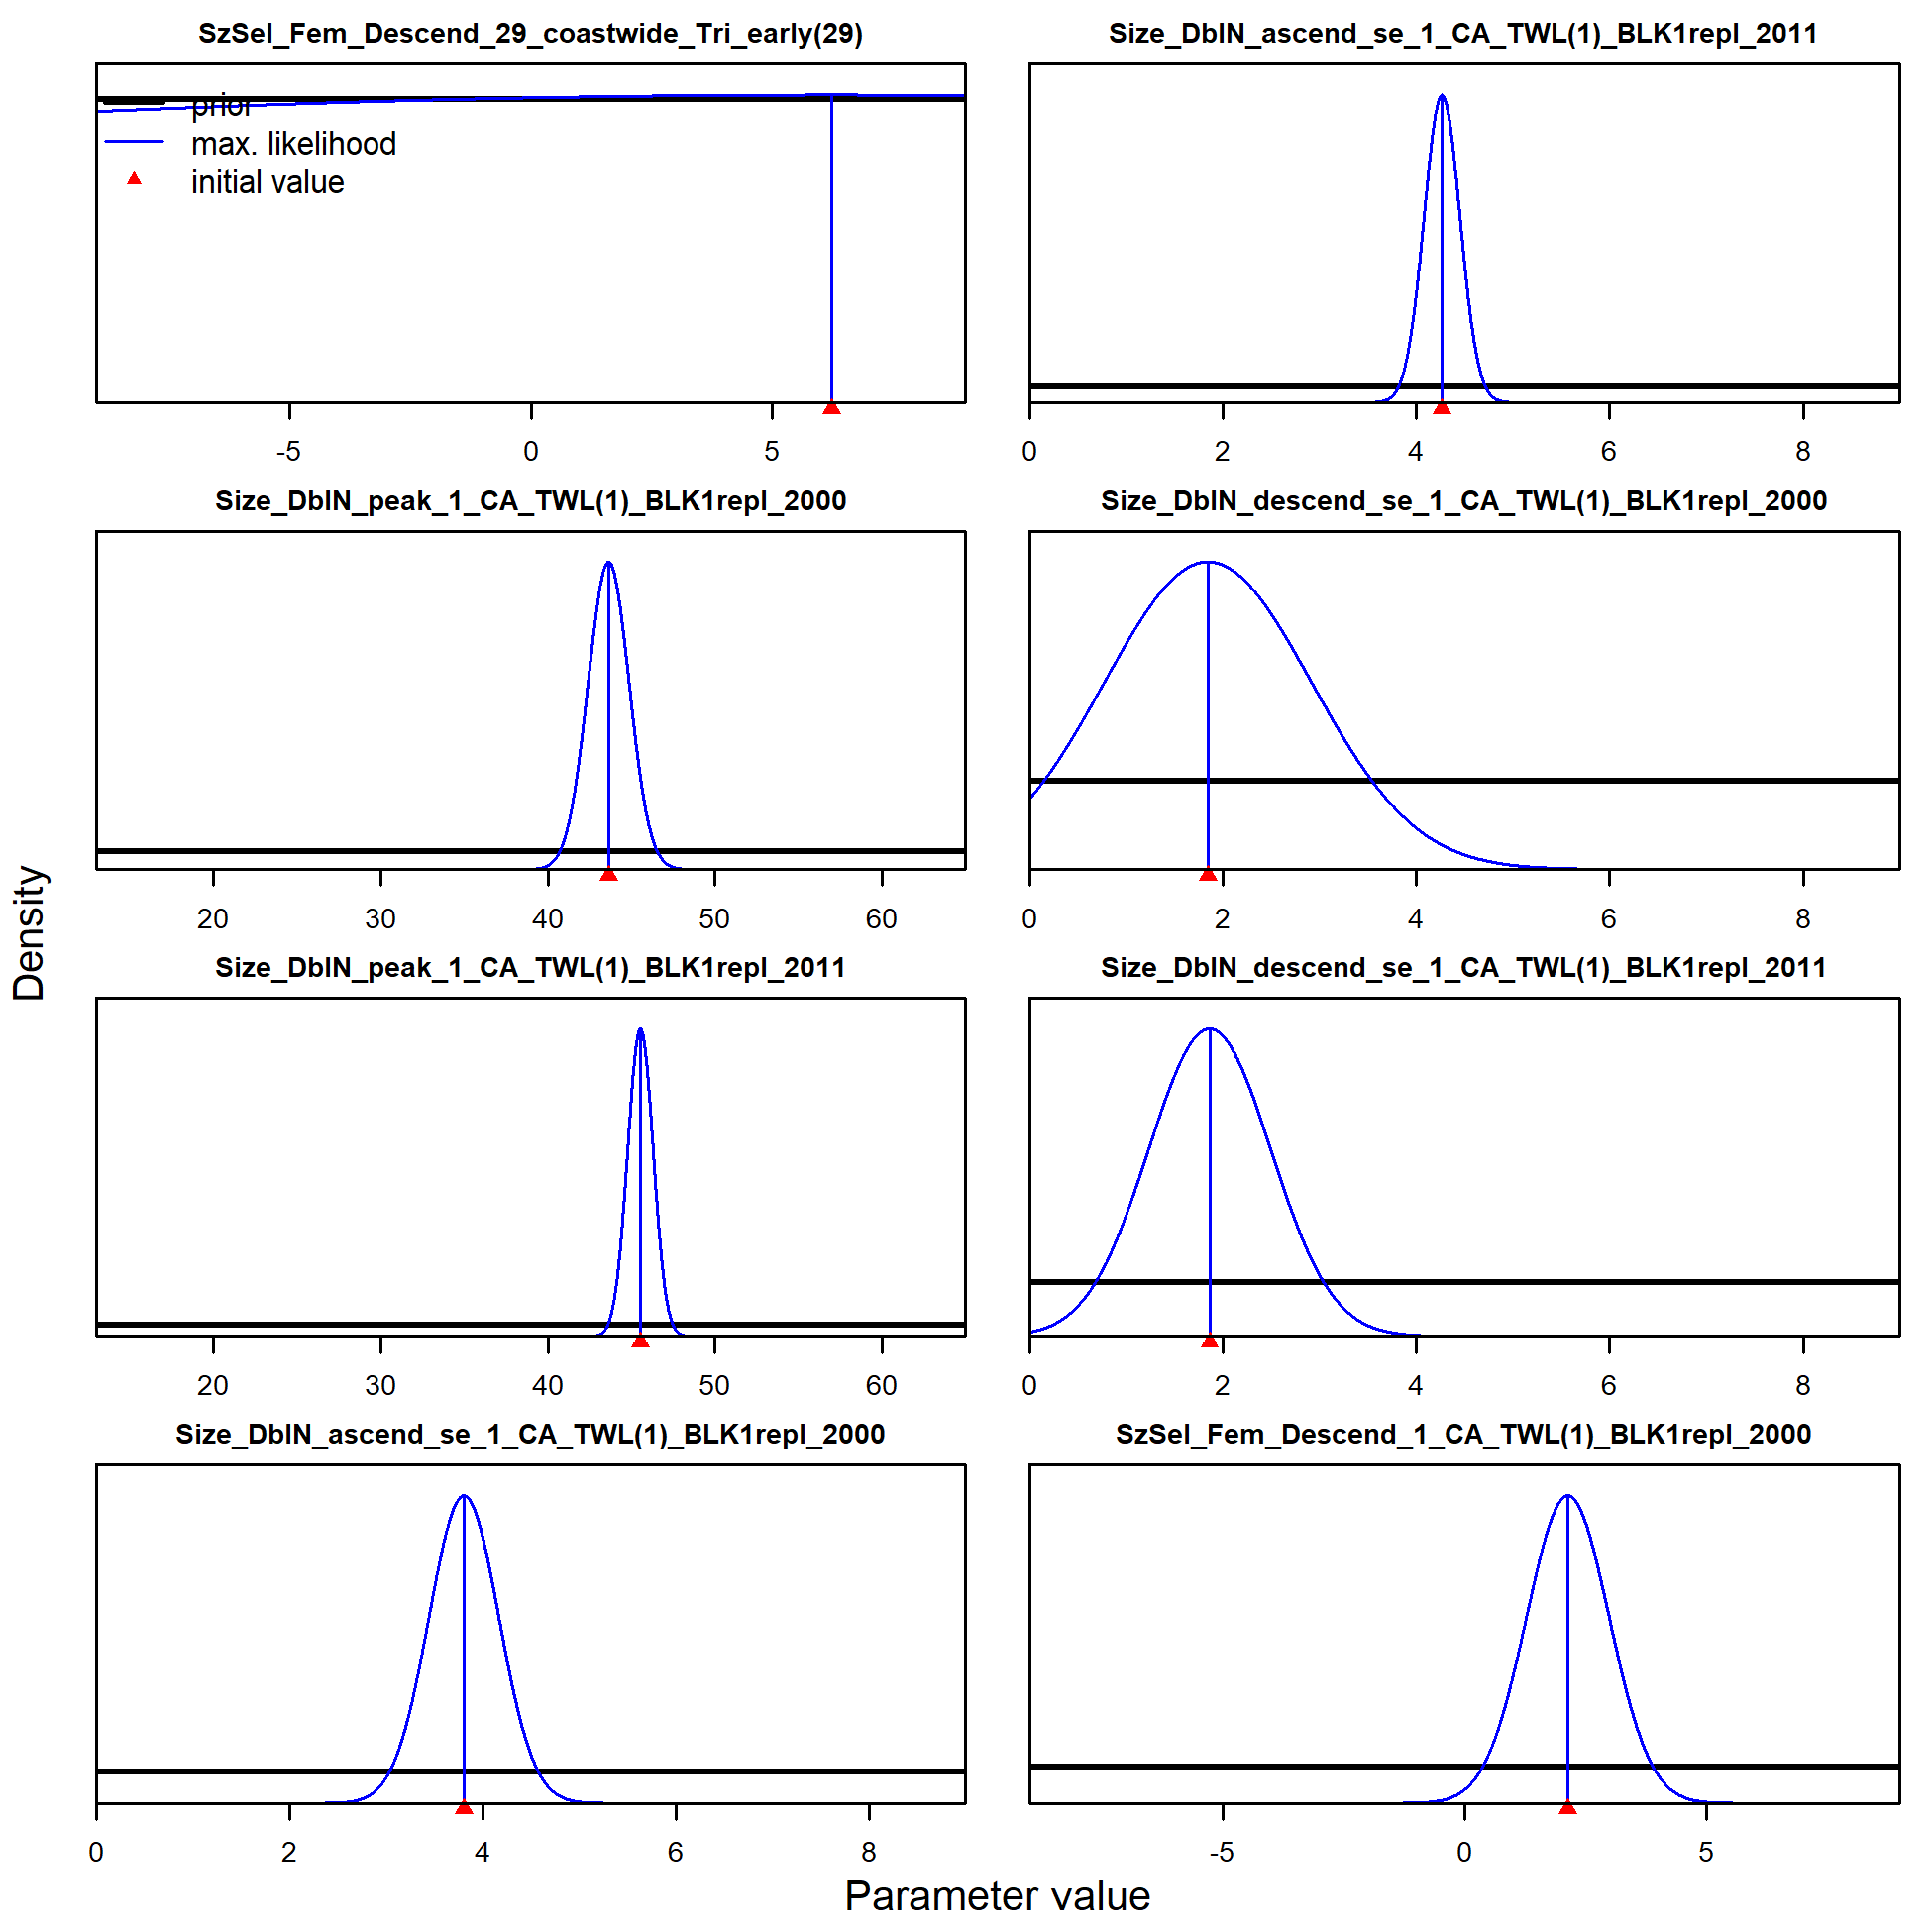 SzSel_Fem_Descend_29_coastwide_Tri_early(29)
prior
max. likelihood
initial value
-5 0 5
Size_DblN_ascend_se_1_CA_TWL(1)_BLK1repl_2011
0 2 4 6 8
Size_DblN_peak_1_CA_TWL(1)_BLK1repl_2000
20 30 40 50 60
Size_DblN_descend_se_1_CA_TWL(1)_BLK1repl_2000
0 2 4 6 8
Size_DblN_peak_1_CA_TWL(1)_BLK1repl_2011
20 30 40 50 60
Size_DblN_descend_se_1_CA_TWL(1)_BLK1repl_2011
0 2 4 6 8
Size_DblN_ascend_se_1_CA_TWL(1)_BLK1repl_2000
0 2 4 6 8
SzSel_Fem_Descend_1_CA_TWL(1)_BLK1repl_2000
-5 0 5
Density
Parameter value